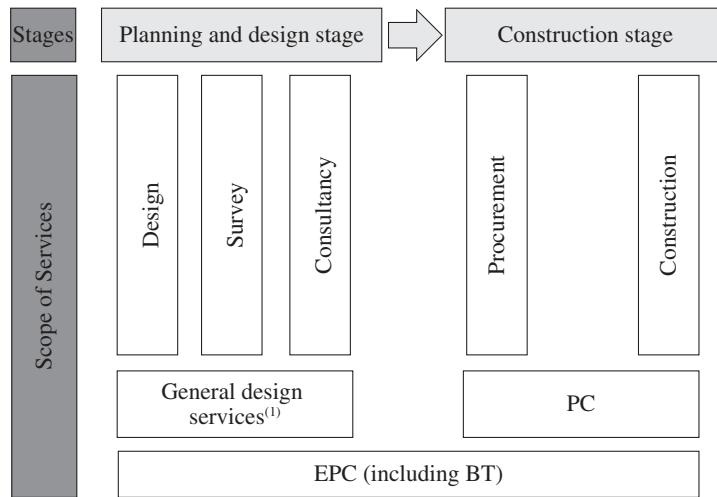 Stages
Planning and design stage
Construction stage
Scope of Services
Design
Survey
Consultancy
Procurement
Construction
General design
services(1)
PC
EPC (including BT)